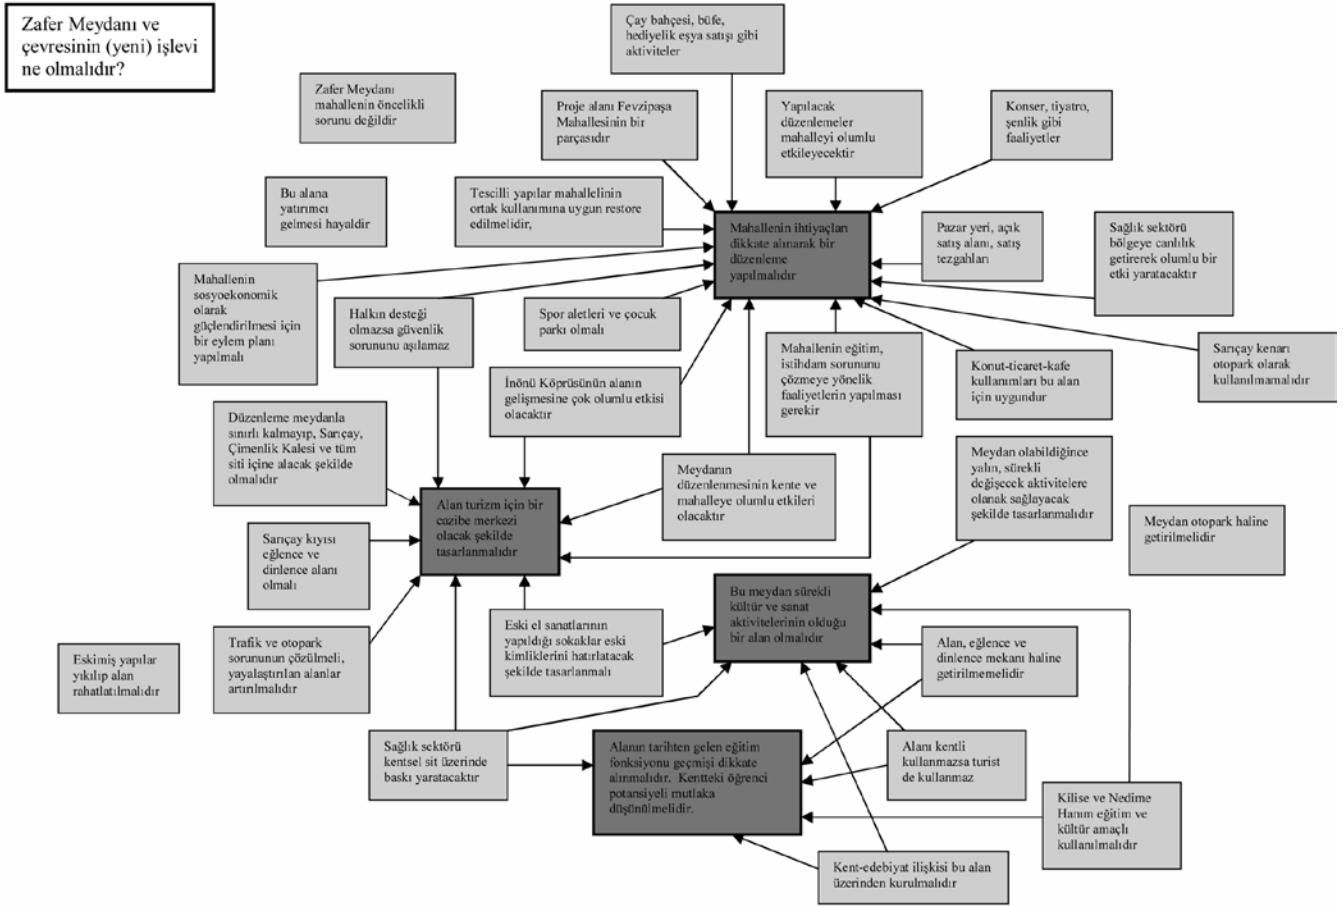 Zafer Meydanı ve
çevresinin (yeni) işlevi
ne olmalıdır?
Çay bahçesi, büfe,
hediyelik eşya satışı gibi
aktiviteler
Zafer Meydanı
mahallenin öncelikli
sorunu değildir
Proje alanı Fevzipaşa
Mahallesinin bir
parçasıdır
Yapılacak
düzenlemeler
mahalleyi olumlu
etkileyecektir
Konser, tiyatro,
şenlik gibi
faaliyetler
Bu alana
yatırımcı
gelmesi hayaldir
Tescilli yapılar mahallelinin
ortak kullanımına uygun restore
edilmelidir,
Mahallenin ihtiyaçları
dikkate alınarak bir
düzenleme
yapılmalıdır
Pazar yeri, açık
satış alanı, satış
tezgahları
Sağlık sektörü
bölgeye canlılık
getirerek olumlu bir
etki yaratacaktır
Mahallenin
sosyoekonomik
olarak
güçlendirilmesi için
bir eylem planı
yapılmalı
Halkın desteği
olmazsa güvenlik
sorununu aşılamaz
Spor aletleri ve çocuk
parkı olmalı
Mahallenin eğitim,
istihdam sorununu
çözmeye yönelik
faaliyetlerin yapılması
gerekir
Konut-ticaret-kafe
kullanımları bu alan
için uygundur
Sarıçay kenarı
otopark olarak
kullanılmamalıdır
İnönü Köprüsünün alanın
gelişmesine çok olumlu etkisi
olacaktır
Düzenleme meydanla
sınırlı kalmayıp, Sarıçay,
Çimenlik Kalesi ve tüm
siti içine alacak şekilde
olmalıdır
Meydanın
düzenlenmesinin kente ve
mahalleye olumlu etkileri
olacaktır
Meydan olabildiğince
yalın, sürekli
değişecek aktivitelere
olanak sağlayacak
şekilde tasarlanmalıdır
Alan turizm için bir
cazibe merkezi
olacak şekilde
tasarlanmalıdır
Meydan otopark haline
getirilmelidir
Sarıçay kıyısı
eğlence ve
dinlence alanı
olmalı
Bu meydan sürekli
kültür ve sanat
aktivitelerinin olduğu
bir alan olmalıdır
Eskimiş yapılar
yıkılıp alan
rahatlatılmalıdır
Trafik ve otopark
sorununun çözülmeli,
yayalaştırılan alanlar
artırılmalıdır
Eski el sanatlarının
yapıldığı sokaklar eski
kimliklerini hatırlatacak
şekilde tasarlanmalı
Alan, eğlence ve
dinlence mekanı haline
getirilmemelidir
Sağlık sektörü
kentsel sit üzerinde
baskı yaratacaktır
Alanın tarihten gelen eğitim
fonksiyonu geçmişi dikkate
alınmalıdır. Kentteki öğrenci
potansiyeli mutlaka
düşünülmelidir.
Alanı kentli
kullanmazsa turist
de kullanmaz
Kilise ve Nedime
Hanım eğitim ve
kültür amaçlı
kullanılmalıdır
Kent-edebiyat ilişkisi bu alan
üzerinden kurulmalıdır